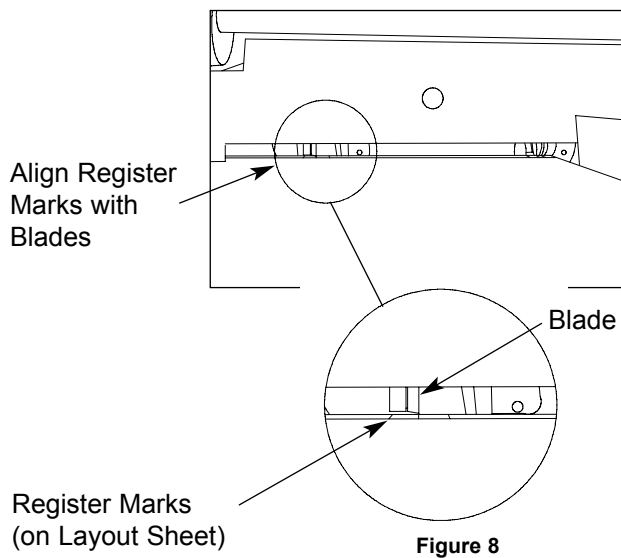 Align Register
Marks with
Blades
Blade
Register Marks
(on Layout Sheet)
Figure 8